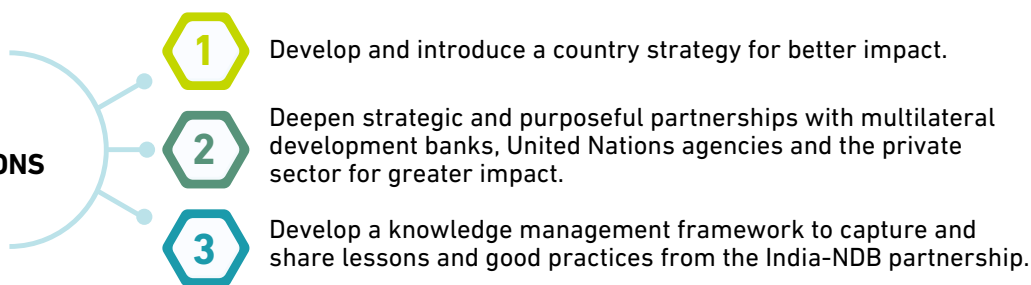 1
Develop and introduce a country strategy for better impact.
2
Deepen strategic and purposeful partnerships with multilateral
development banks, United Nations agencies and the private
sector for greater impact.
ONS
3
Develop a knowledge management framework to capture and
share lessons and good practices from the India-NDB partnership.